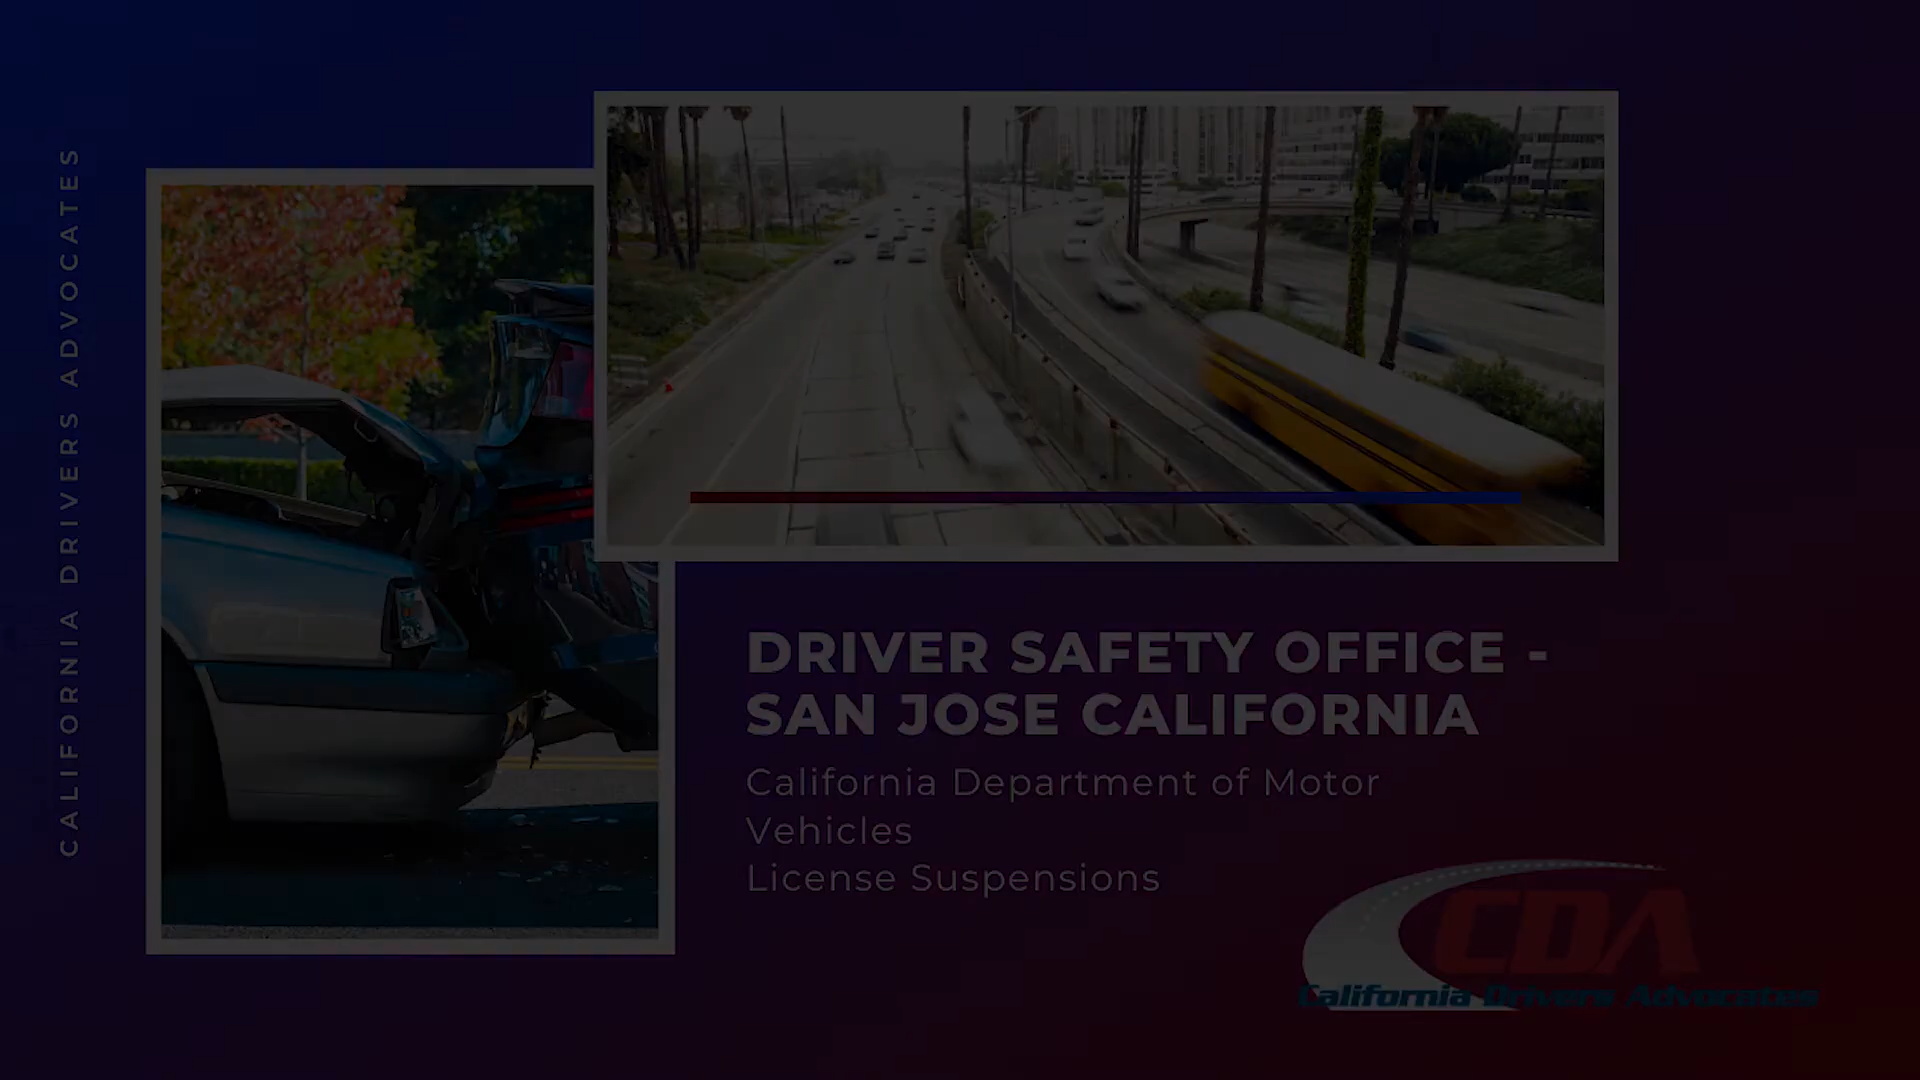 CALIFORNIA DRIVERS ADVOCATES
DRIVER SAFETY OFFICE -
SAN JOSE CALIFORNIA
California Department of Motor
Vehicles
License Suspensions
CDA
California Drivers Advocates